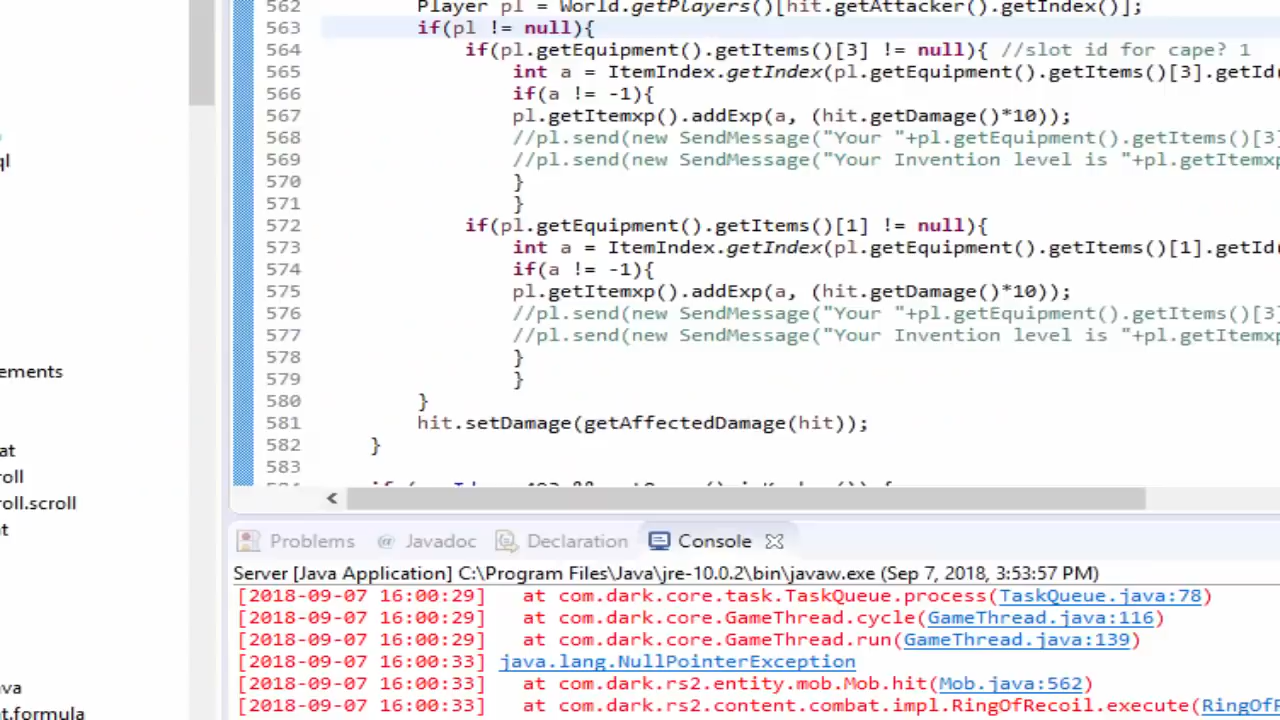 562 Player pl = World.getPlayers()[hit.getAttacker().getIndex()];
563 if(pl != null){
564 if(pl.getEquipment().getItems()[3] != null){ //slot id for cape? 1
565 int a = ItemIndex.getIndex(pl.getEquipment().getItems()[3].getId
566 if(a != -1){
567 pl.getItemxp().addExp(a, (hit.getDamage()*10));
568 //pl.send(new SendMessage("Your "+pl.getEquipment().getItems()[3]
569 //pl.send(new SendMessage("Your Invention level is "+pl.getItemxp
570 }
571 }
572 if(pl.getEquipment().getItems()[1] != null){
573 int a = ItemIndex.getIndex(pl.getEquipment().getItems()[1].getId
574 if(a != -1){
575 pl.getItemxp().addExp(a, (hit.getDamage()*10));
576 //pl.send(new SendMessage("Your "+pl.getEquipment().getItems()[3]
577 //pl.send(new SendMessage("Your Invention level is "+pl.getItemxp
578 }
579 }
580 }
581 hit.setDamage(getAffectedDamage(hit));
582 }
583
ql
ements
at
roll
roll.scroll
at
ava
at.formula
Problems @ Javadoc Declaration Console
Server [Java Application] C:\Program Files\Java\jre-10.0.2\bin\javaw.exe (Sep 7, 2018, 3:53:57 PM)
[2018-09-07 16:00:29] at com.dark.core.task.TaskQueue.process(TaskQueue.java:78)
[2018-09-07 16:00:29] at com.dark.core.GameThread.cycle(GameThread.java:116)
[2018-09-07 16:00:29] at com.dark.core.GameThread.run(GameThread.java:139)
[2018-09-07 16:00:33] java.lang.NullPointerException
[2018-09-07 16:00:33] at com.dark.rs2.entity.mob.Mob.hit(Mob.java:562)
[2018-09-07 16:00:33] at com.dark.rs2.content.combat.impl.RingOfRecoil.execute(RingOfR